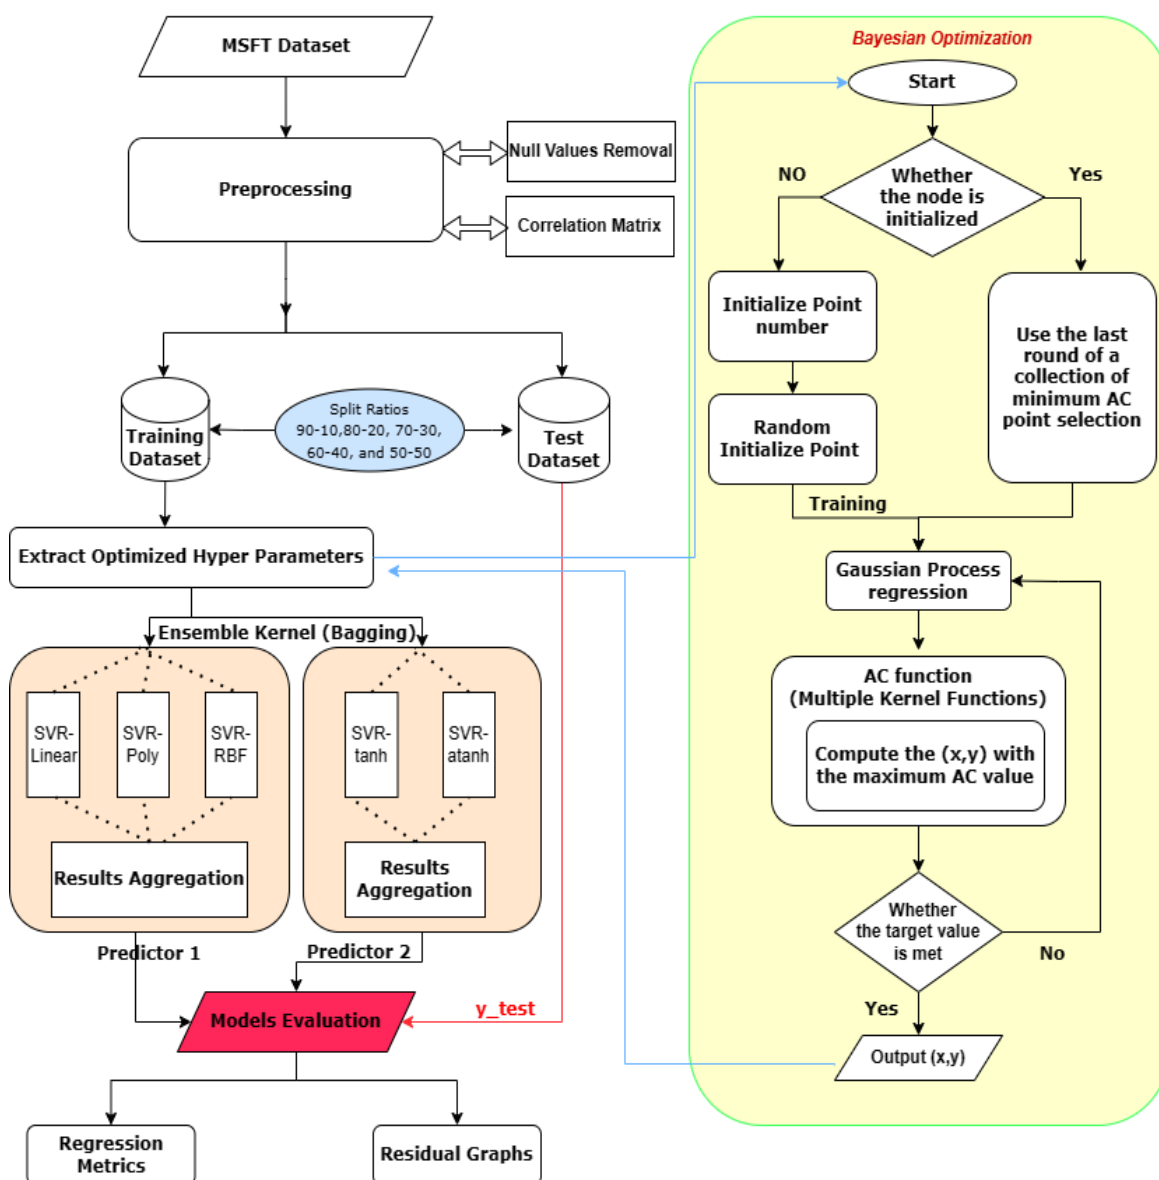 MSFT Dataset
Preprocessing
Null Values Removal
Correlation Matrix
Training
Dataset
Split Ratios
90-10,80-20, 70-30,
60-40, and 50-50
Test
Dataset
Extract Optimized Hyper Parameters
Ensemble Kernel (Bagging)
SVR-
Linear
SVR-
Poly
SVR-
RBF
Results Aggregation
SVR-
tanh
SVR-
atanh
Results
Aggregation
Predictor 1
Predictor 2
Models Evaluation
y_test
Regression
Metrics
Residual Graphs
Bayesian Optimization
Start
Whether
the node is
initialized
NO
Yes
Initialize Point
number
Random
Initialize Point
Training
Use the last
round of a
collection of
minimum AC
point selection
Gaussian Process
regression
AC function
(Multiple Kernel Functions)
Compute the (x,y) with
the maximum AC value
Whether
the target value
is met
No
Yes
Output (x,y)